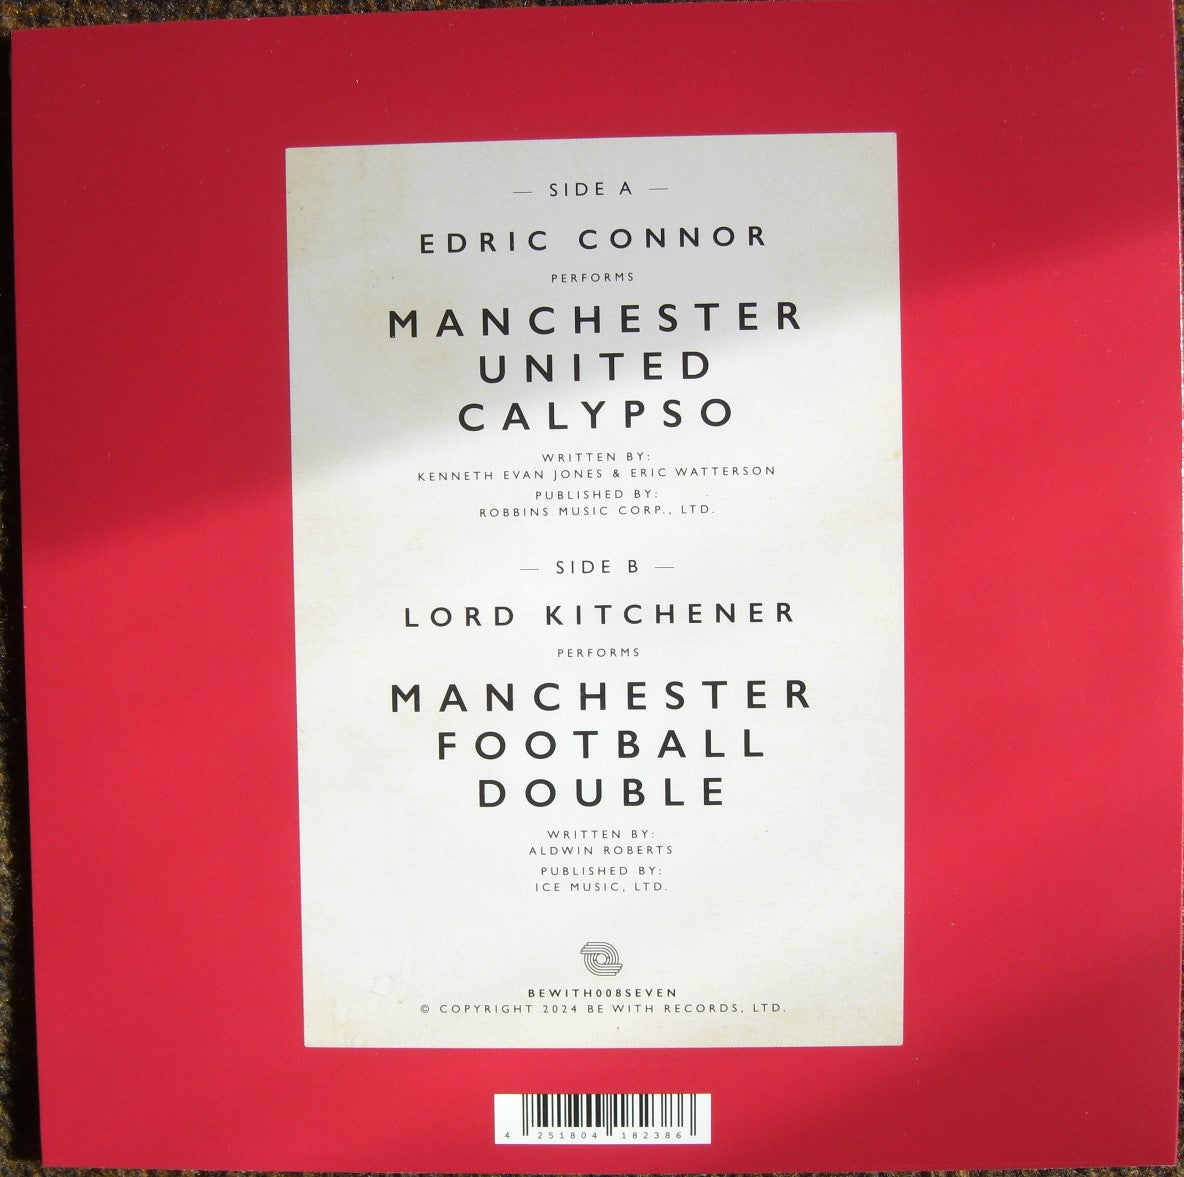 — SIDE A —
EDRIC CONNOR
PERFORMS
MANCHESTER
UNITED
CALYPSO
WRITTEN BY:
KENNETH EVAN JONES & ERIC WATTERSON
PUBLISHED BY:
ROBBINS MUSIC CORP., LTD.
— SIDE B —
LORD KITCHENER
PERFORMS
MANCHESTER
FOOTBALL
DOUBLE
WRITTEN BY:
ALDWIN ROBERTS
PUBLISHED BY:
ICE MUSIC, LTD.
BEWITH008SEVEN
© COPYRIGHT 2024 BE WITH RECORDS, LTD.
4 251804 182386